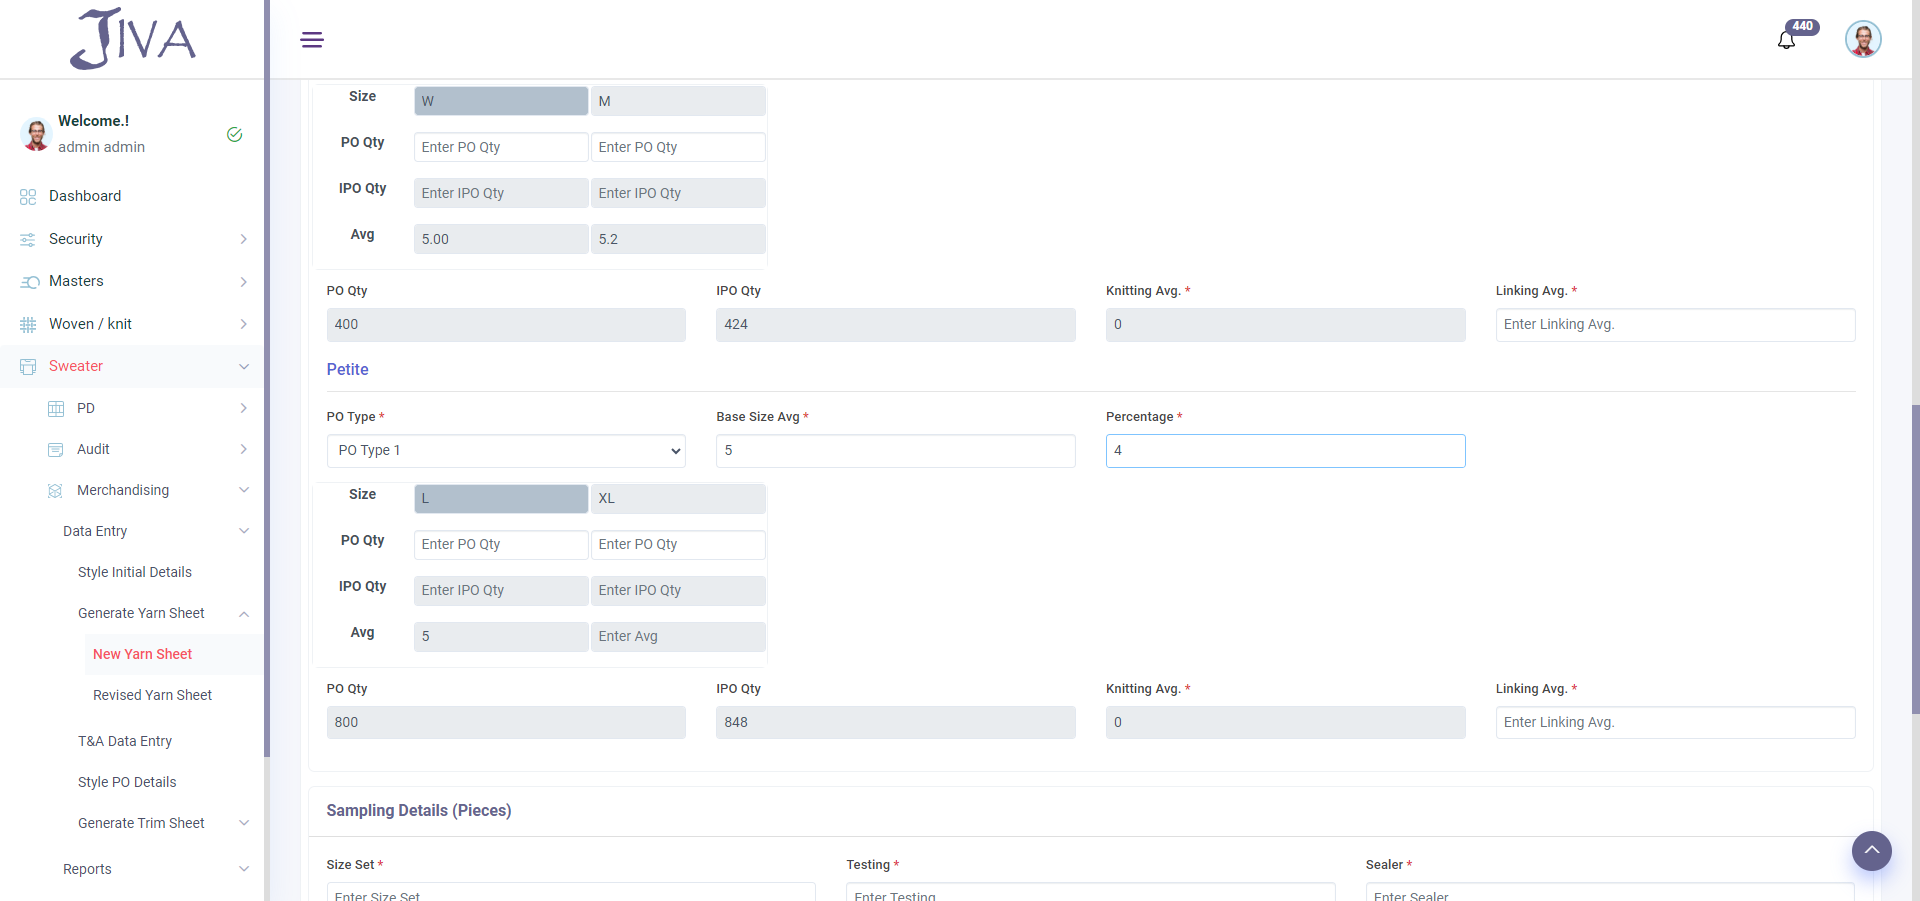 JIVA
440
Welcome.!
admin admin
Dashboard
Security
Masters
Woven / knit
Sweater
PD
Audit
Merchandising
Data Entry
Style Initial Details
Generate Yarn Sheet
New Yarn Sheet
Revised Yarn Sheet
T&A Data Entry
Style PO Details
Generate Trim Sheet
Reports
Size W M
PO Qty Enter PO Qty Enter PO Qty
IPO Qty Enter IPO Qty Enter IPO Qty
Avg 5.00 5.2
PO Qty IPO Qty Knitting Avg. * Linking Avg. *
400 424 0 Enter Linking Avg.
Petite
PO Type * Base Size Avg * Percentage *
PO Type 1 5 4
Size L XL
PO Qty Enter PO Qty Enter PO Qty
IPO Qty Enter IPO Qty Enter IPO Qty
Avg 5 Enter Avg
PO Qty IPO Qty Knitting Avg. * Linking Avg. *
800 848 0 Enter Linking Avg.
Sampling Details (Pieces)
Size Set * Testing * Sealer *
Enter Size Set Enter Testing Enter Sealer